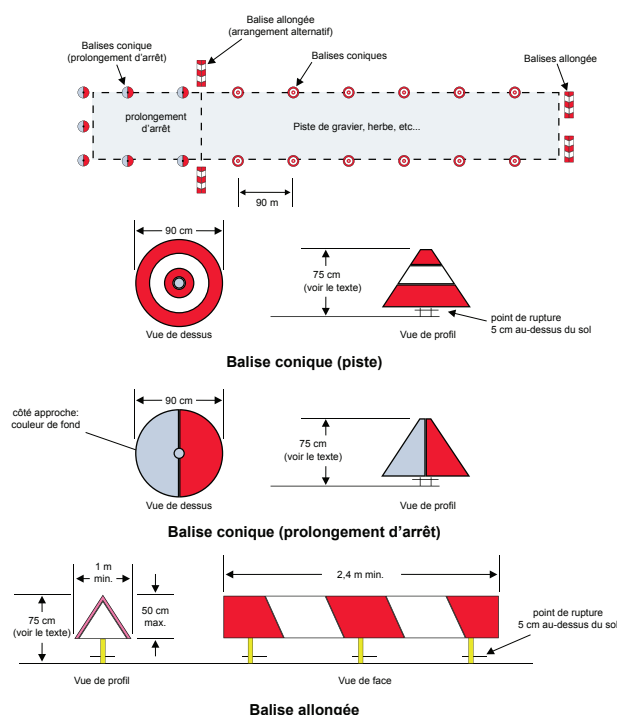 Balise allongée
(arrangement alternatif)
Balises conique
(prolongement d'arrêt)
Balises coniques
Balises allongée
prolongement
d'arrêt
Piste de gravier, herbe, etc...
90 m
90 cm
75 cm
(voir le texte)
point de rupture
5 cm au-dessus du sol
Vue de dessus
Vue de profil
Balise conique (piste)
90 cm
côté approche:
couleur de fond
75 cm
(voir le texte)
Vue de dessus
Vue de profil
Balise conique (prolongement d'arrêt)
1 m
min.
2,4 m min.
75 cm
(voir le texte)
50 cm
max.
point de rupture
5 cm au-dessus du sol
Vue de profil
Vue de face
Balise allongée